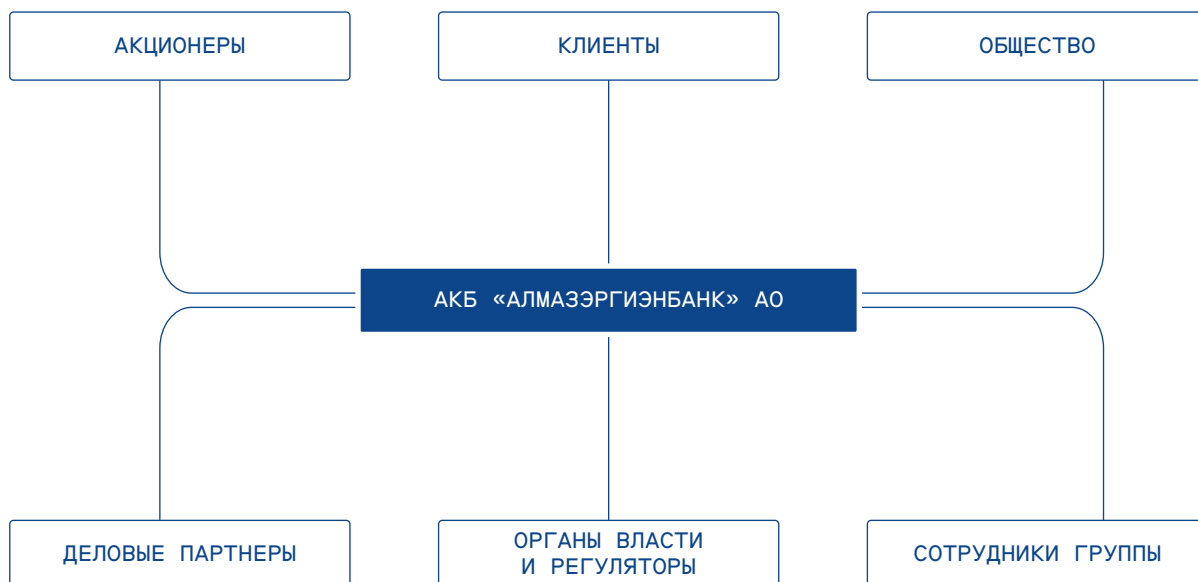 АКЦИОНЕРЫ
КЛИЕНТЫ
ОБЩЕСТВО
АКБ «АЛМАЗЭРГИЭНБАНК» АО
ДЕЛОВЫЕ ПАРТНЕРЫ
ОРГАНЫ ВЛАСТИ
И РЕГУЛЯТОРЫ
СОТРУДНИКИ ГРУППЫ